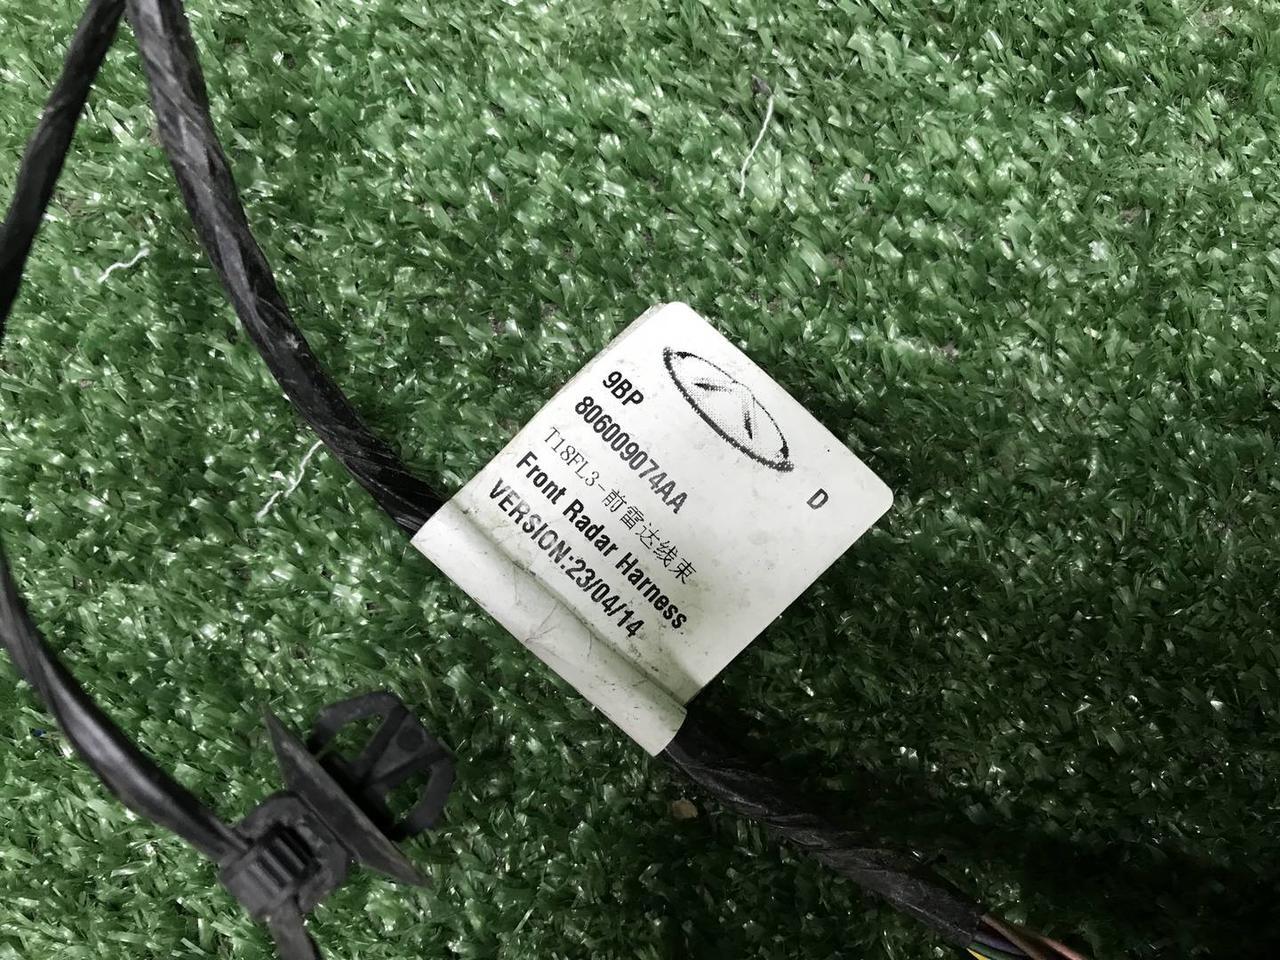 D
9BP
806009074AA
T18FL3-前雷达线束
Front Radar Harness
VERSION:23/04/14